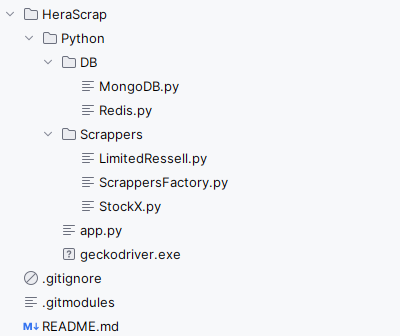 HeraScrap
Python
DB
MongoDB.py
Redis.py
Scrappers
LimitedRessell.py
ScrappersFactory.py
StockX.py
app.py
? geckodriver.exe
.gitignore
.gitmodules
M↓ README.md